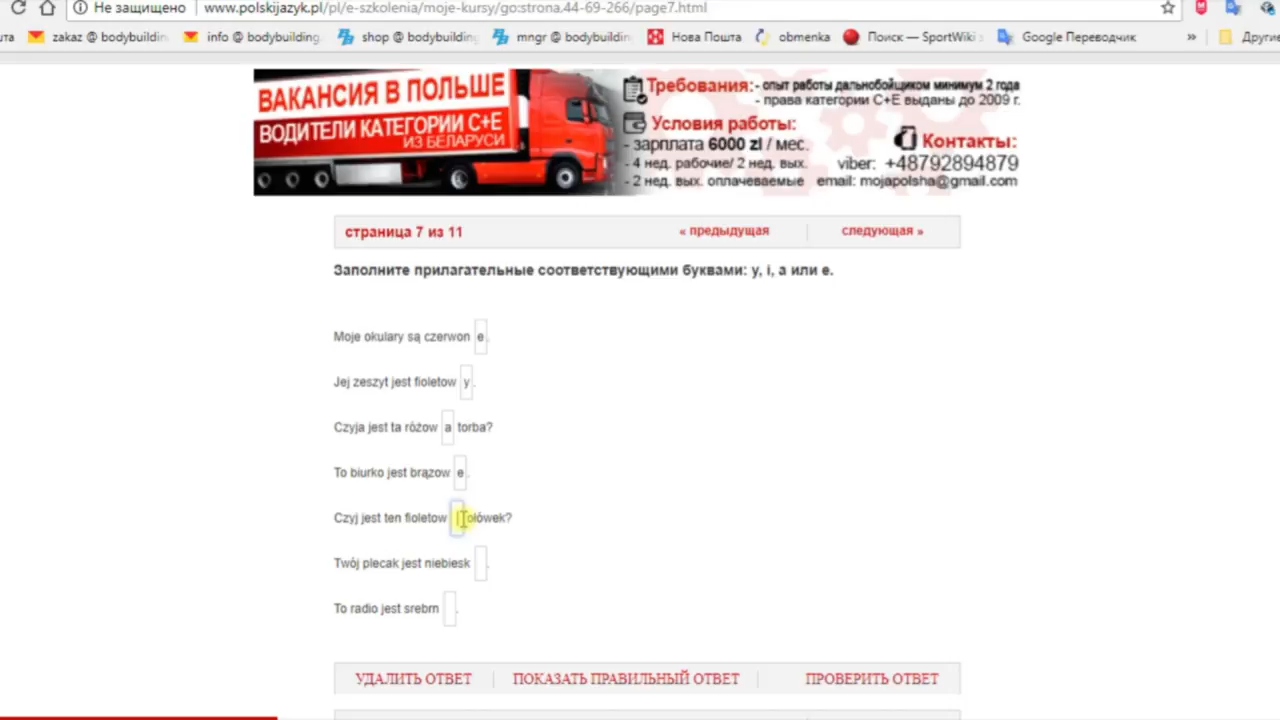 Не защищено www.polskijazyk.pl/pl/e-szkolenia/moje-kursy/go:strona,44-69-266/page7.html
zakaz @ bodybuildin info @ bodybuilding. shop @ bodybuilding mngr @ bodybuildin Нова Пошта obmenka Поиск — SportWiki Google Переводчик » Другие
ВАКАНСИЯ В ПОЛЬШЕ
ВОДИТЕЛИ КАТЕГОРИИ С+Е
ИЗ БЕЛАРУСИ
Требования: - опыт работы дальнобойщиком минимум 2 года
- права категории С+Е выданы до 2009 г.
Условия работы:
- зарплата 6000 zl / мес.
- 4 нед. рабочие/ 2 нед. вых.
- 2 нед. вых. оплачеваемые
Контакты:
viber: +48792894879
email: mojapolsha@gmail.com
страница 7 из 11 « предыдущая следующая »
Заполните прилагательные соответствующими буквами: y, i, a или e.
Moje okulary są czerwon e.
Jej zeszyt jest fioletow y.
Czyja jest ta różow a torba?
To biurko jest brązow e.
Czyj jest ten fioletow ołówek?
Twój plecak jest niebiesk .
To radio jest srebrn .
УДАЛИТЬ ОТВЕТ ПОКАЗАТЬ ПРАВИЛЬНЫЙ ОТВЕТ ПРОВЕРИТЬ ОТВЕТ